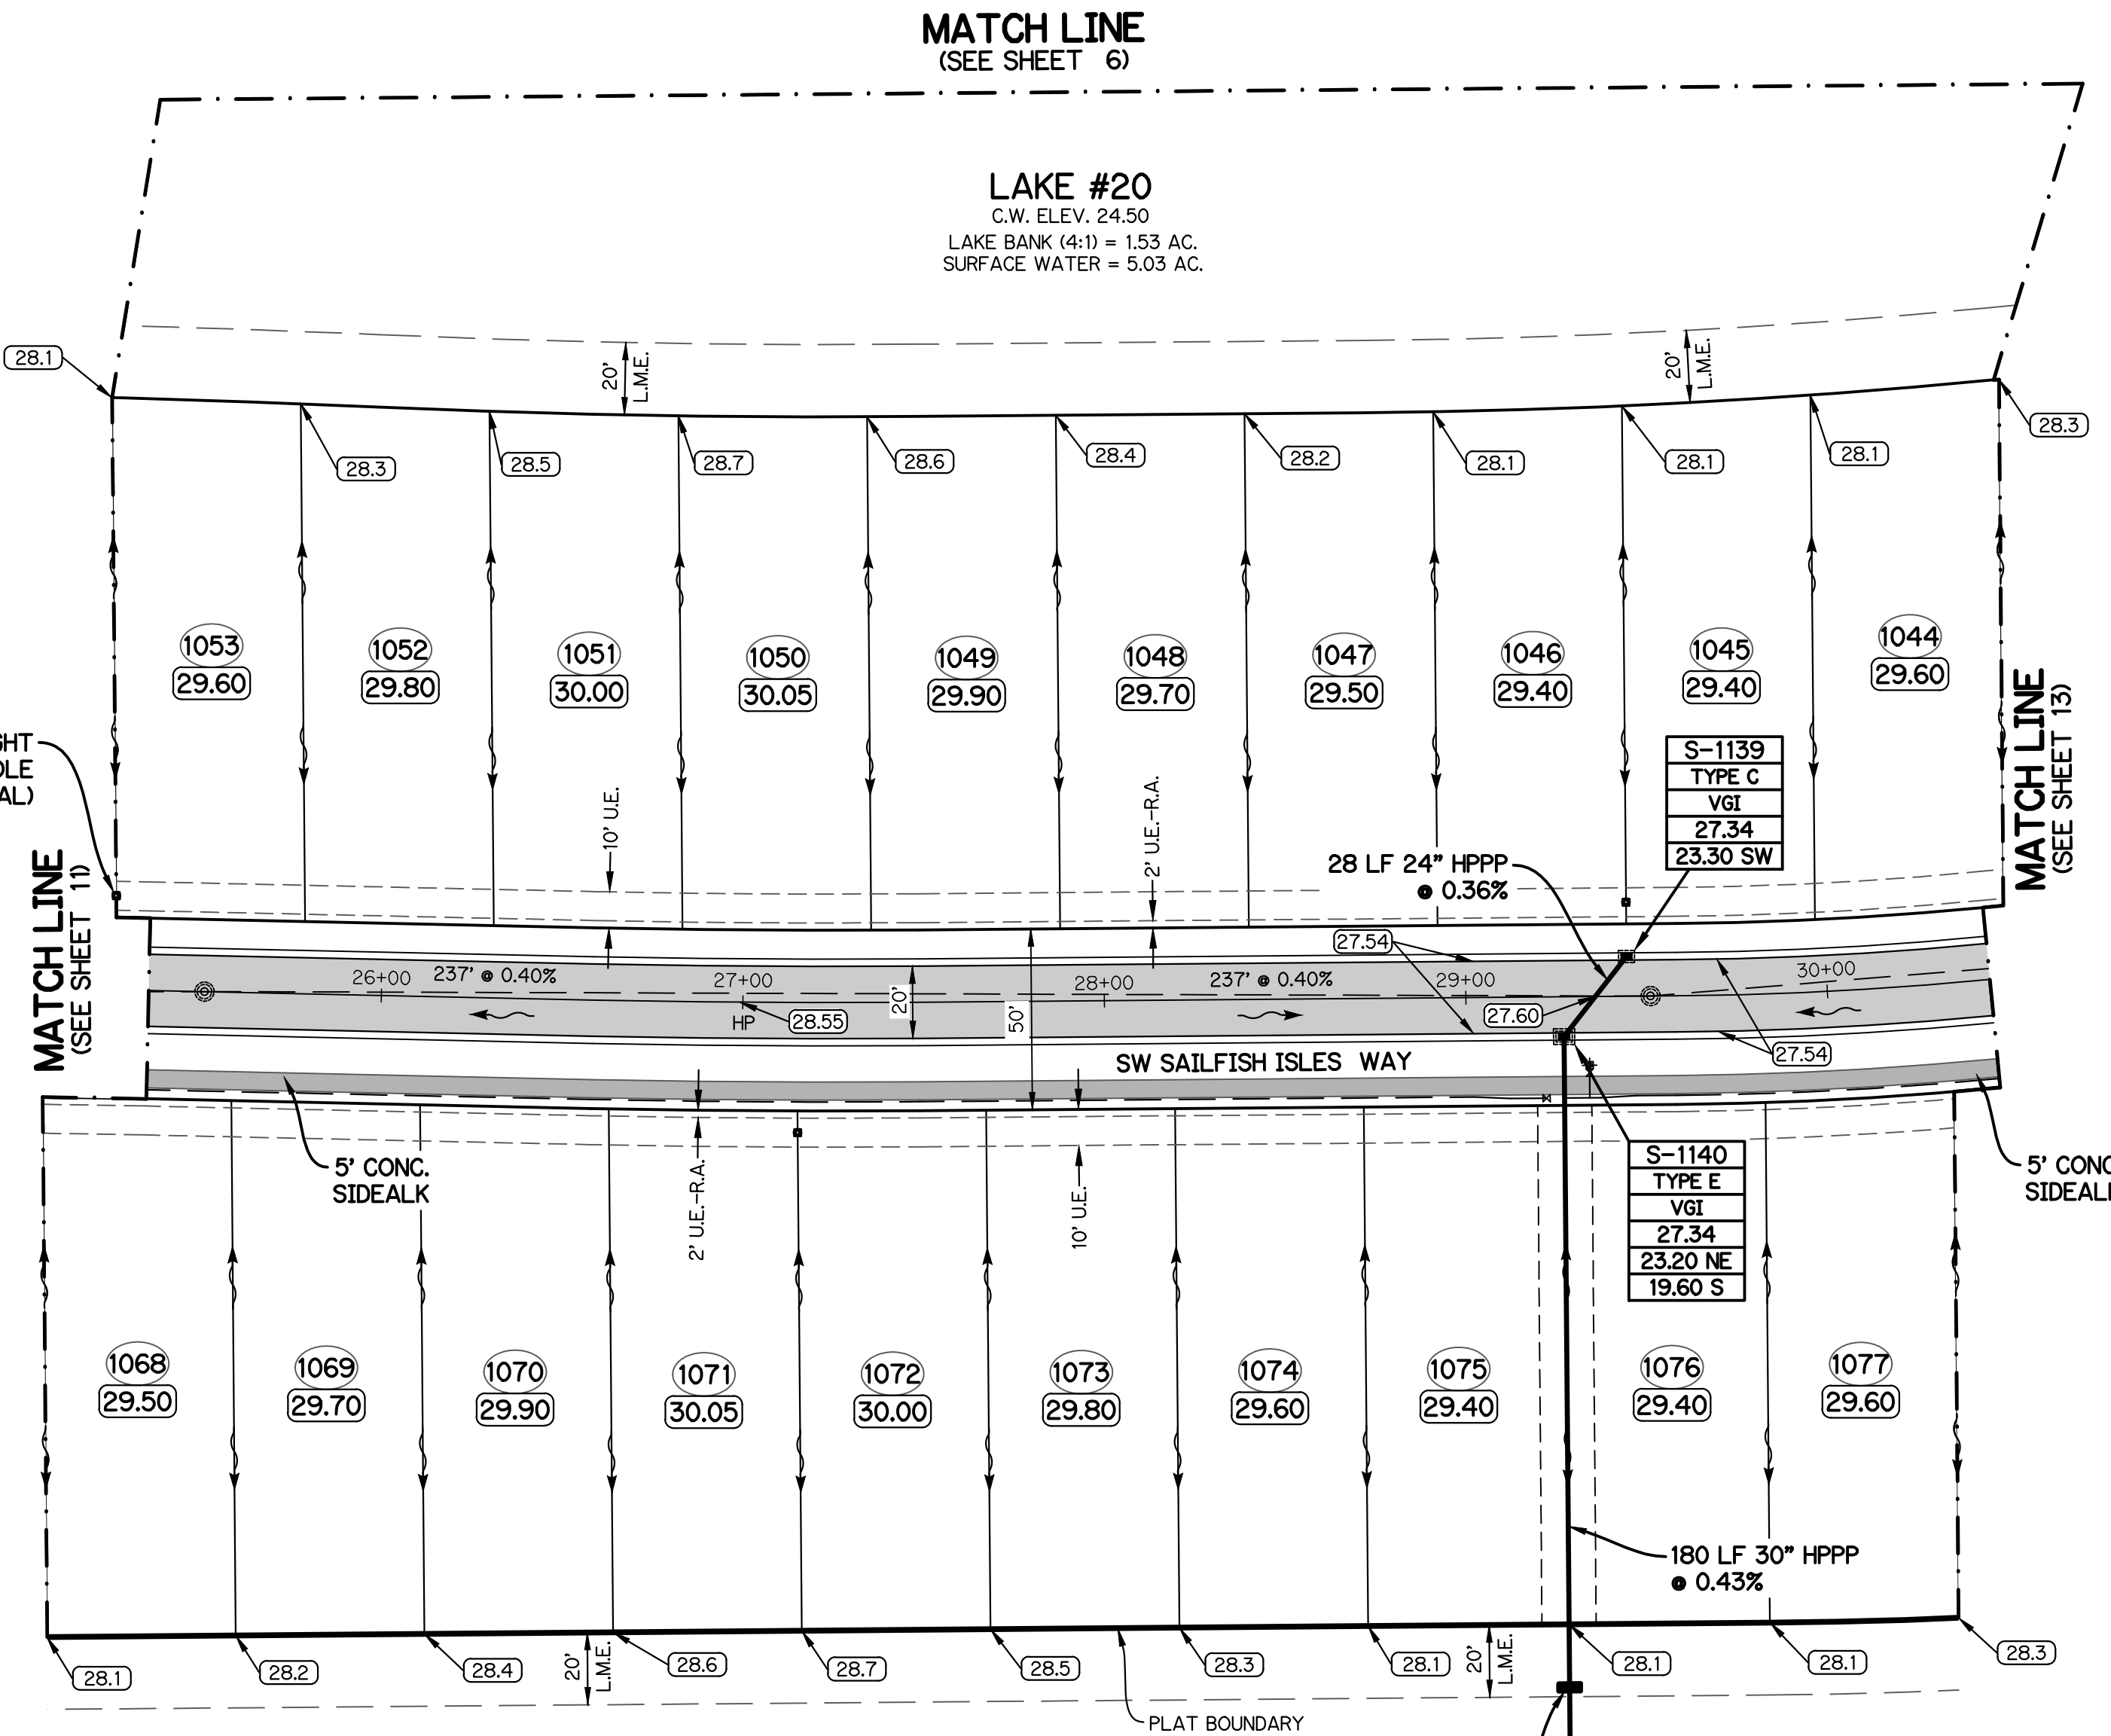 MATCH LINE
(SEE SHEET 6)
LAKE #20
C.W. ELEV. 24.50
LAKE BANK (4:1) = 1.53 AC.
SURFACE WATER = 5.03 AC.
28.1
20'
L.M.E.
20'
L.M.E.
28.3
28.5
28.7
28.6
28.4
28.2
28.1
28.1
28.1
28.3
1053
29.60
1052
29.80
1051
30.00
1050
30.05
1049
29.90
1048
29.70
1047
29.50
1046
29.40
1045
29.40
1044
29.60
MATCH LINE
(SEE SHEET 13)
GHT
OLE
AL)
S-1139
TYPE C
VGI
27.34
23.30 SW
10' U.E.
2' U.E.-R.A.
28 LF 24" HPPP
@ 0.36%
MATCH LINE
(SEE SHEET 11)
27.54
26+00
237' @ 0.40%
27+00
HP
28.55
20'
50'
28+00
237' @ 0.40%
29+00
27.60
30+00
27.54
SW SAILFISH ISLES WAY
5' CONC.
SIDEALK
2' U.E.-R.A.
10' U.E.
S-1140
TYPE E
VGI
27.34
23.20 NE
19.60 S
5' CONC
SIDEAL
1068
29.50
1069
29.70
1070
29.90
1071
30.05
1072
30.00
1073
29.80
1074
29.60
1075
29.40
1076
29.40
1077
29.60
180 LF 30" HPPP
@ 0.43%
28.1
28.2
28.4
20'
L.M.E.
28.6
28.7
28.5
28.3
28.1
20'
L.M.E.
28.1
28.1
28.3
PLAT BOUNDARY